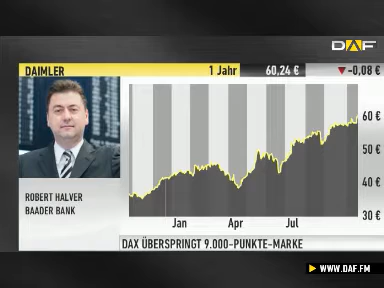 DAF
DAIMLER 1 Jahr 60,24 € ▼-0,08 €
60 €
50 €
40 €
30 €
Jan Apr Jul
ROBERT HALVER
BAADER BANK
DAX ÜBERSPRINGT 9.000-PUNKTE-MARKE
WWW.DAF.FM